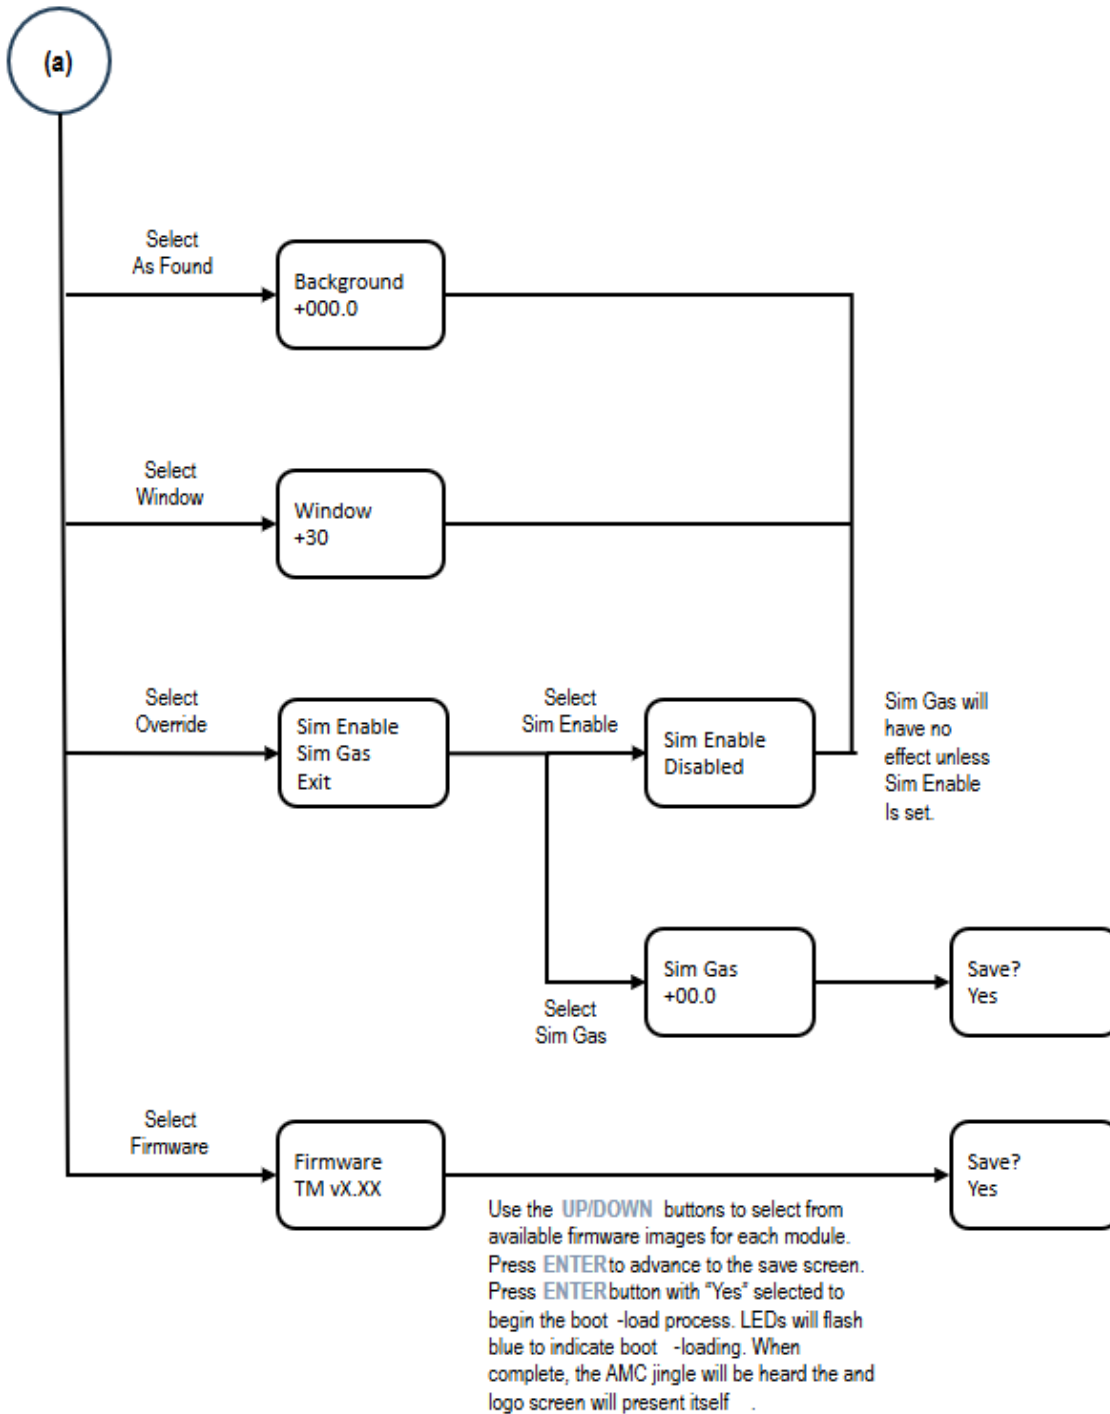 (a)
Select
As Found
Background
+000.0
Select
Window
Window
+30
Select
Override
Sim Enable
Sim Gas
Exit
Select
Sim Enable
Sim Enable
Disabled
Sim Gas will
have no
effect unless
Sim Enable
Is set.
Select
Sim Gas
Sim Gas
+00.0
Save?
Yes
Select
Firmware
Firmware
TM vX.XX
Save?
Yes
Use the UP/DOWN buttons to select from
available firmware images for each module.
Press ENTER to advance to the save screen.
Press ENTER button with "Yes" selected to
begin the boot -load process. LEDs will flash
blue to indicate boot -loading. When
complete, the AMC jingle will be heard the and
logo screen will present itself .